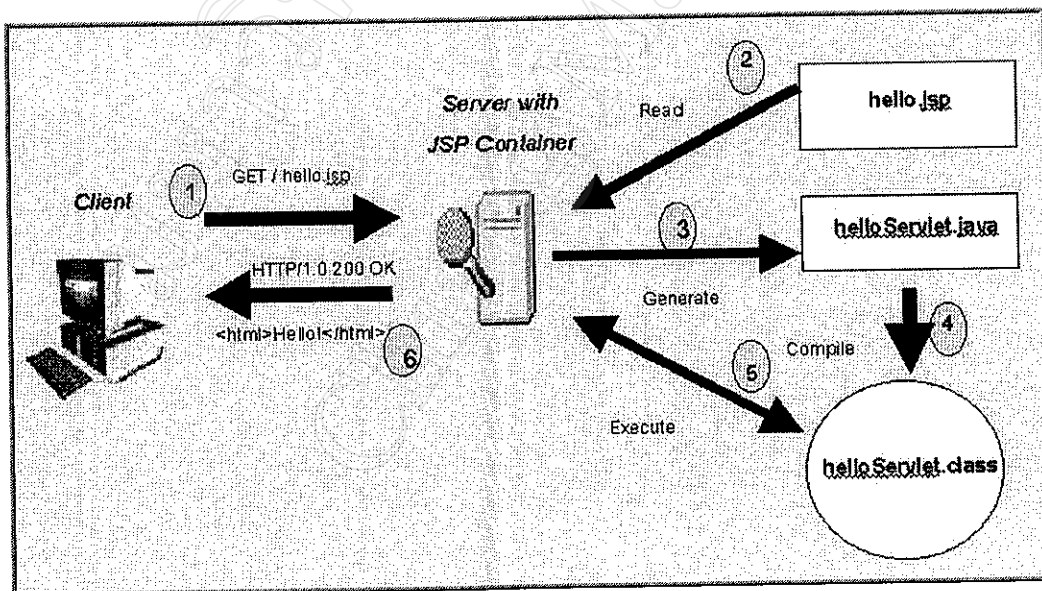 2
hello.jsp
Server with
JSP Container
Read
Client
1
GET / hello.jsp
3
helloServlet.java
HTTP/1.0 200 OK
Generate
4
<html>Hello!</html>
6
5
Compile
Execute
helloServlet.class